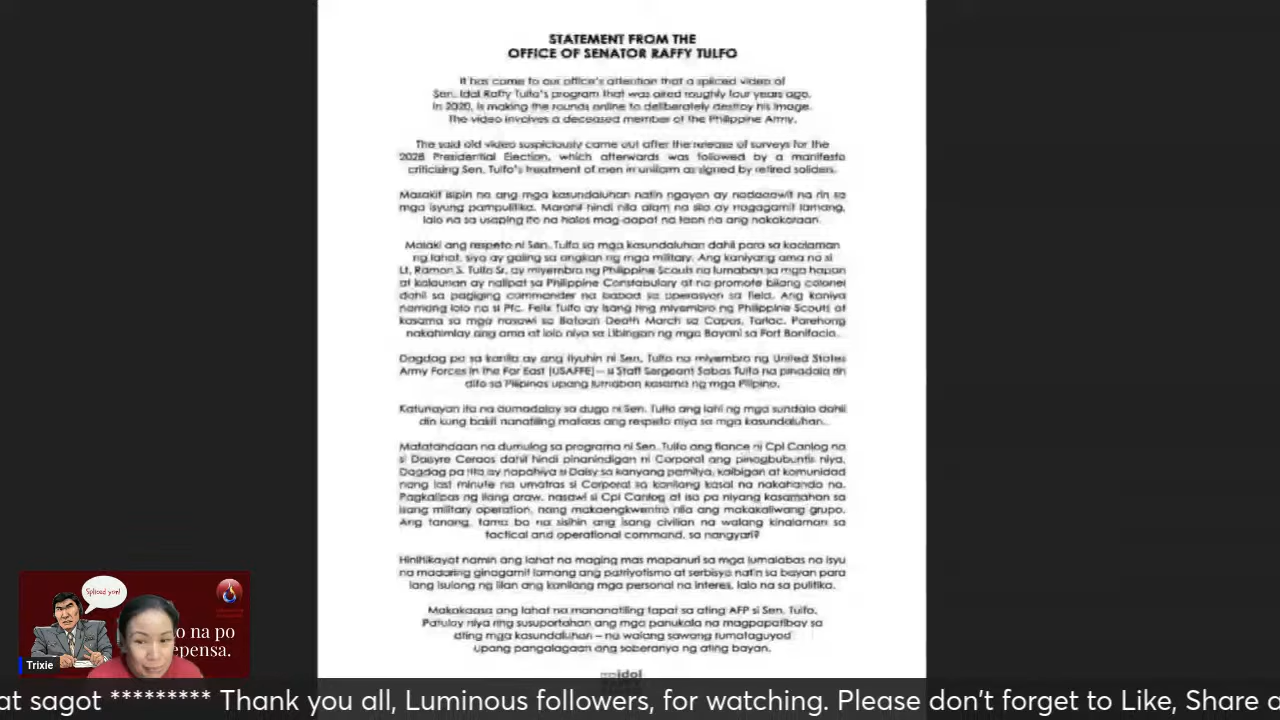 STATEMENT FROM THE
OFFICE OF SENATOR RAFFY TULFO
It has come to our office's attention that a spliced video of
Sen. Idol Raffy Tulfo's program that was aired roughly four years ago,
in 2020, is making the rounds online to deliberately destroy his image.
The video involves a deceased member of the Philippine Army.
The said old video suspiciously came out after the release of surveys for the
2028 Presidential Election, which afterwards was followed by a manifesto
criticizing Sen. Tulfo's treatment of men in uniform as signed by retired soldiers.
Masakit isipin na ang mga kasundaluhan natin ngayon ay nadadawit na rin sa
mga isyung pampulitika. Marahil hindi nila alam na sila ay nagagamit lamang,
lalo na sa usaping ito na halos mag-aapat na taon na ang nakakaraan.
Malaki ang respeto ni Sen. Tulfo sa mga kasundaluhan dahil para sa kaalaman
ng lahat, siya ay galing sa angkan ng mga military. Ang kaniyang ama na si
Lt. Ramon S. Tulfo Sr. ay miyembro ng Philippine Scouts na lumaban sa mga hapon
at kalaunan ay nalipat sa Philippine Constabulary at na promote bilang colonel
dahil sa pagiging commander na babad sa operasyon sa field. Ang kaniya
namang lolo na si Pfc. Felix Tulfo ay isang ring miyembro ng Philippine Scouts at
kasama sa mga nasawi sa Bataan Death March sa Capas, Tarlac. Parehong
nakahimlay ang ama at lolo niya sa Libingan ng mga Bayani sa Fort Bonifacio.
Dagdag pa sa kanila ay ang tiyuhin ni Sen. Tulfo na miyembro ng United States
Army Forces in the Far East (USAFFE) – si Staff Sergeant Sabas Tulfo na pinadala rin
dito sa Pilipinas upang lumaban kasama ng mga Pilipino.
Katunayan ito na dumadaloy sa dugo ni Sen. Tulfo ang lahi ng mga sundalo dahil
din kung bakit nanatiling mataas ang respeto niya sa mga kasundaluhan.
Matatandaan na dumulog sa programa ni Sen. Tulfo ang fiance ni Cpl Canlog na
si Daisyre Ceraos dahil hindi pinanindigan ni Corporal ang pinagbubuntis niya.
Dagdag pa rito ay napahiya si Daisy sa kanyang pamilya, kaibigan at komunidad
nang last minute na umatras si Corporal sa kanilang kasal na nakahanda na.
Pagkalipas ng ilang araw, nasawi si Cpl Canlog at isa pa niyang kasamahan sa
isang military operation, nang makaengkwentro nila ang makakaliwang grupo.
Ang tanong, tama ba na sisihin ang isang civilian na walang kinalaman sa
tactical and operational command, sa nangyari?
Hinihikayat namin ang lahat na maging mas mapanuri sa mga lumalabas na isyu
na madaling ginagamit lamang ang patriyotismo at serbisyo natin sa bayan para
lang isulong ng ilan ang kanilang mga personal na interes, lalo na sa pulitika.
Makakaasa ang lahat na mananatiling tapat sa ating AFP si Sen. Tulfo.
Patuloy niya ring susuportahan ang mga panukala na magpapatibay sa
ating mga kasundaluhan – na walang sawang tumataguyod
upang pangalagaan ang soberanya ng ating bayan.
idol
Spliced yan!
o na po
epensa.
Trixie
at sagot ********* Thank you all, Luminous followers, for watching. Please don't forget to Like, Share